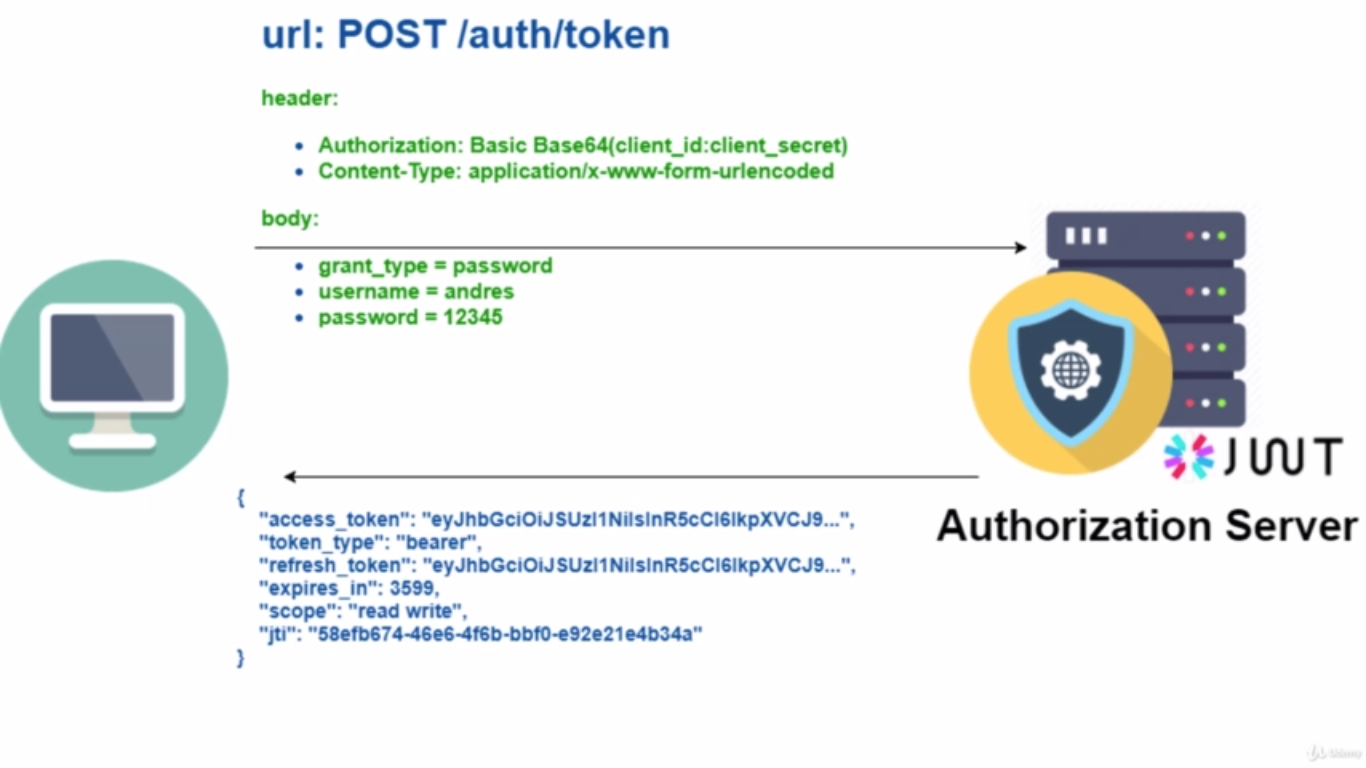 url: POST /auth/token
header:
• Authorization: Basic Base64(client_id:client_secret)
• Content-Type: application/x-www-form-urlencoded
body:
• grant_type = password
• username = andres
• password = 12345
JWT
Authorization Server
{
"access_token": "eyJhbGciOiJSUzI1NiIsInR5cCI6IkpXVCJ9...",
"token_type": "bearer",
"refresh_token": "eyJhbGciOiJSUzI1NiIsInR5cCI6IkpXVCJ9...",
"expires_in": 3599,
"scope": "read write",
"jti": "58efb674-46e6-4f6b-bbf0-e92e21e4b34a"
}
Udemy